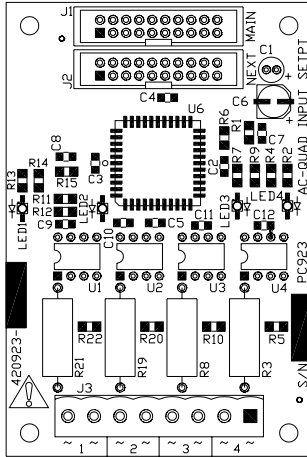 J1
J2
NEXT MAIN
C1
C4
C6
U6
R6
R1
C7
AC-QUAD INPUT SETPT
C8
R14
R13
R15
C3
C2
R7
R9
R4
R2
R11
R12
C9
LED1
LED2
LED3
LED4
C10
C5
C11
C12
U1
U2
U3
U4
PC923
420923-
R22
R20
R10
R5
R21
R19
R8
R3
S/N
J3
~ 1 ~ ~ 2 ~ ~ 3 ~ ~ 4 ~